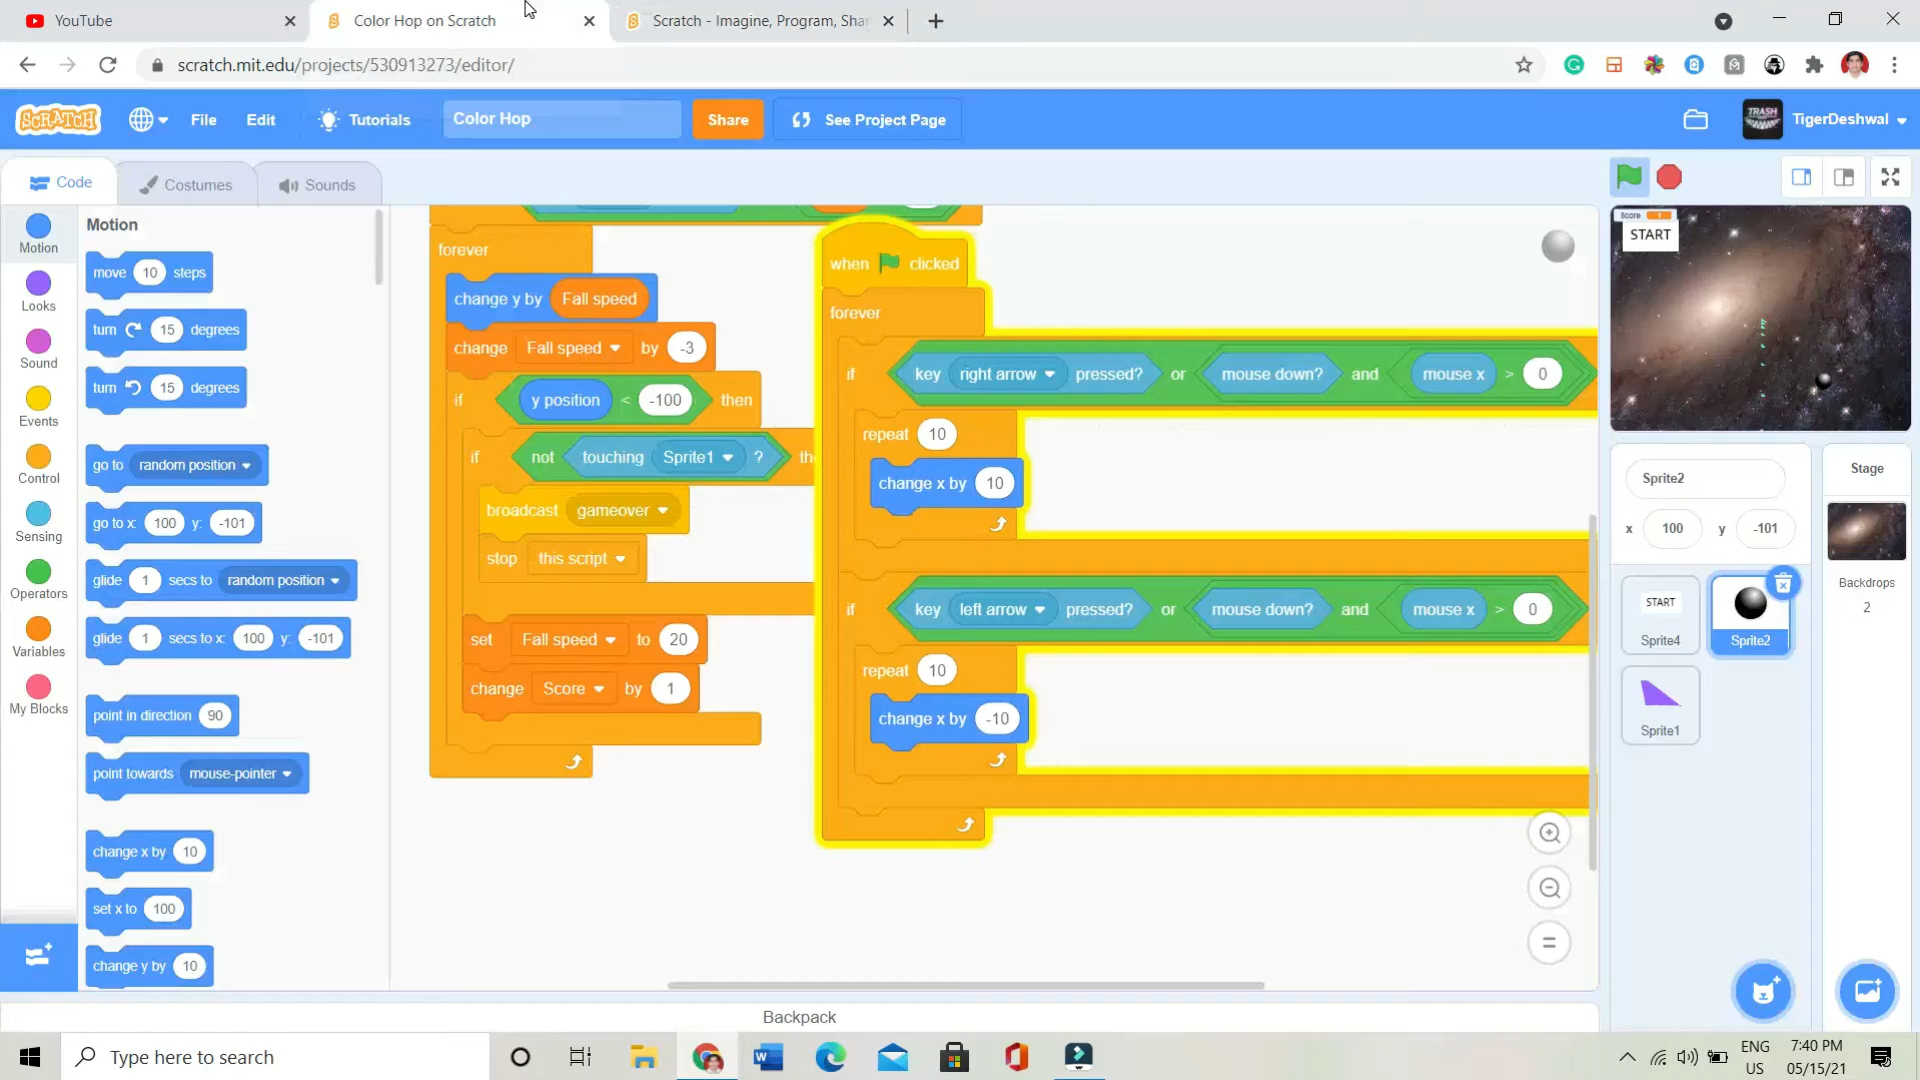 YouTube
Color Hop on Scratch
Scratch - Imagine, Program, Sha
scratch.mit.edu/projects/530913273/editor/
SCRATCH
File
Edit
Tutorials
Color Hop
Share
See Project Page
TRASH
TigerDeshwal
Code
Costumes
Sounds
Motion
Looks
Sound
Events
Control
Sensing
Operators
Variables
My Blocks
Motion
move 10 steps
turn 15 degrees
turn 15 degrees
go to random position
go to x: 100 y: -101
glide 1 secs to random position
glide 1 secs to x: 100 y: -101
point in direction 90
point towards mouse-pointer
change x by 10
set x to 100
change y by 10
forever
change y by Fall speed
change Fall speed by -3
if y position < -100 then
if not touching Sprite1 ? the
broadcast gameover
stop this script
set Fall speed to 20
change Score by 1
when clicked
forever
if key right arrow pressed? or mouse down? and mouse x > 0
repeat 10
change x by 10
if key left arrow pressed? or mouse down? and mouse x > 0
repeat 10
change x by -10
Backpack
score 1
START
Sprite2
x 100 y -101
START
Sprite4
Sprite2
Sprite1
Stage
Backdrops
2
Type here to search
ENG
US
7:40 PM
05/15/21